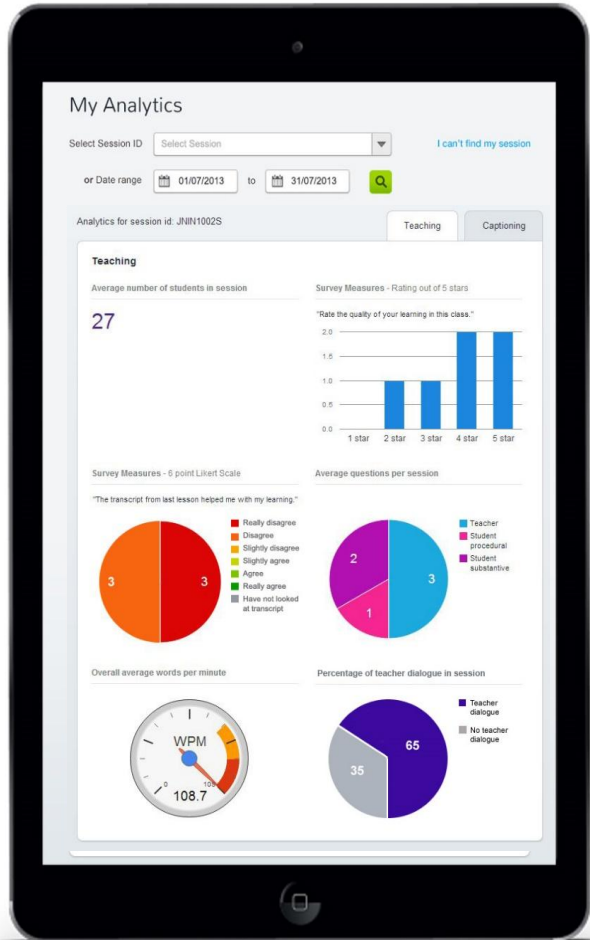 My Analytics
Select Session ID
Select Session
I can't find my session
or Date range
01/07/2013
to
31/07/2013
Analytics for session id: JNIN1002S
Teaching
Captioning
Teaching
Average number of students in session
27
Survey Measures - Rating out of 5 stars
"Rate the quality of your learning in this class."
2.0
1.5
1.0
0.5
0.0
1 star
2 star
3 star
4 star
5 star
Survey Measures - 6 point Likert Scale
"The transcript from last lesson helped me with my learning."
3
3
Really disagree
Disagree
Slightly disagree
Slightly agree
Agree
Really agree
Have not looked
at transcript
Average questions per session
2
3
1
Teacher
Student
procedural
Student
substantive
Overall average words per minute
WPM
0
108.7
Percentage of teacher dialogue in session
65
35
Teacher
dialogue
No teacher
dialogue